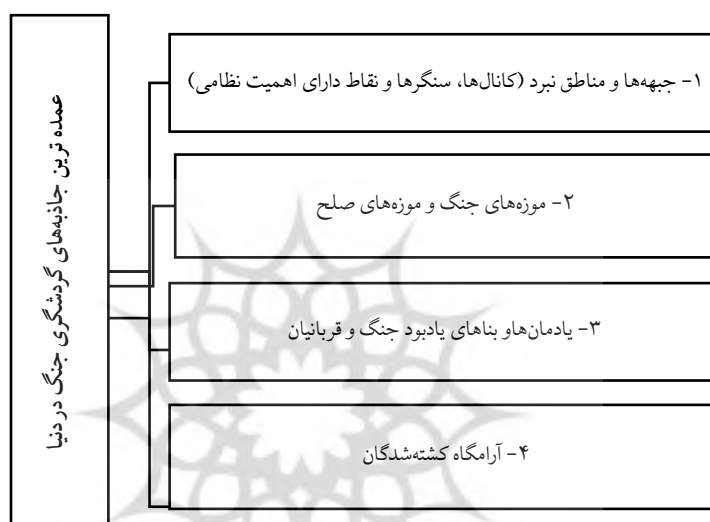 عمده ترین جاذبه‌های گردشگری جنگ در دنیا
۱- جبهه‌ها و مناطق نبرد (کانال‌ها، سنگرها و نقاط دارای اهمیت نظامی)
۲- موزه‌های جنگ و موزه‌های صلح
۳- یادمان‌هاو بناهای یادبود جنگ و قربانیان
۴- آرامگاه کشته‌شدگان